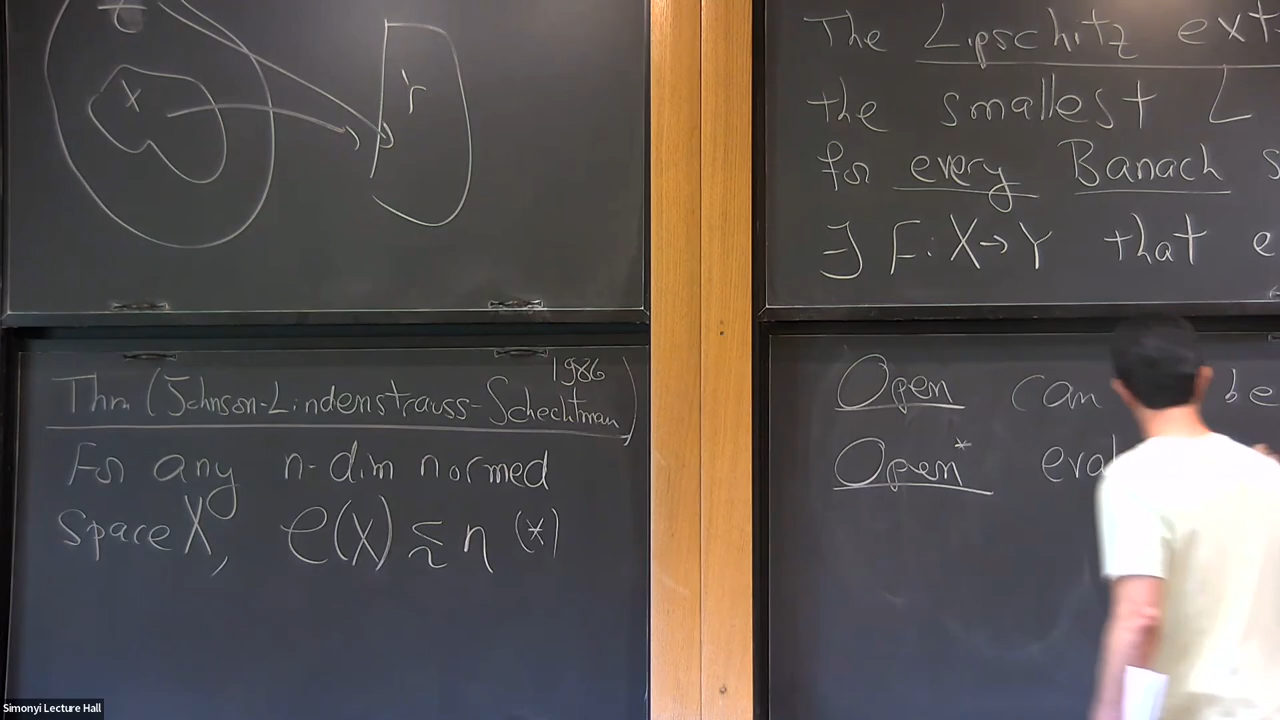 X
Y
Thm (Johnson-Lindenstrauss-Schechtman 1986)
For any n-dim normed
space X, e(X) ≲ n (*)
The Lipschitz ext
the smallest L
for every Banach s
∃ F: X→Y that e
Open can be
Open* eval
Simonyi Lecture Hall